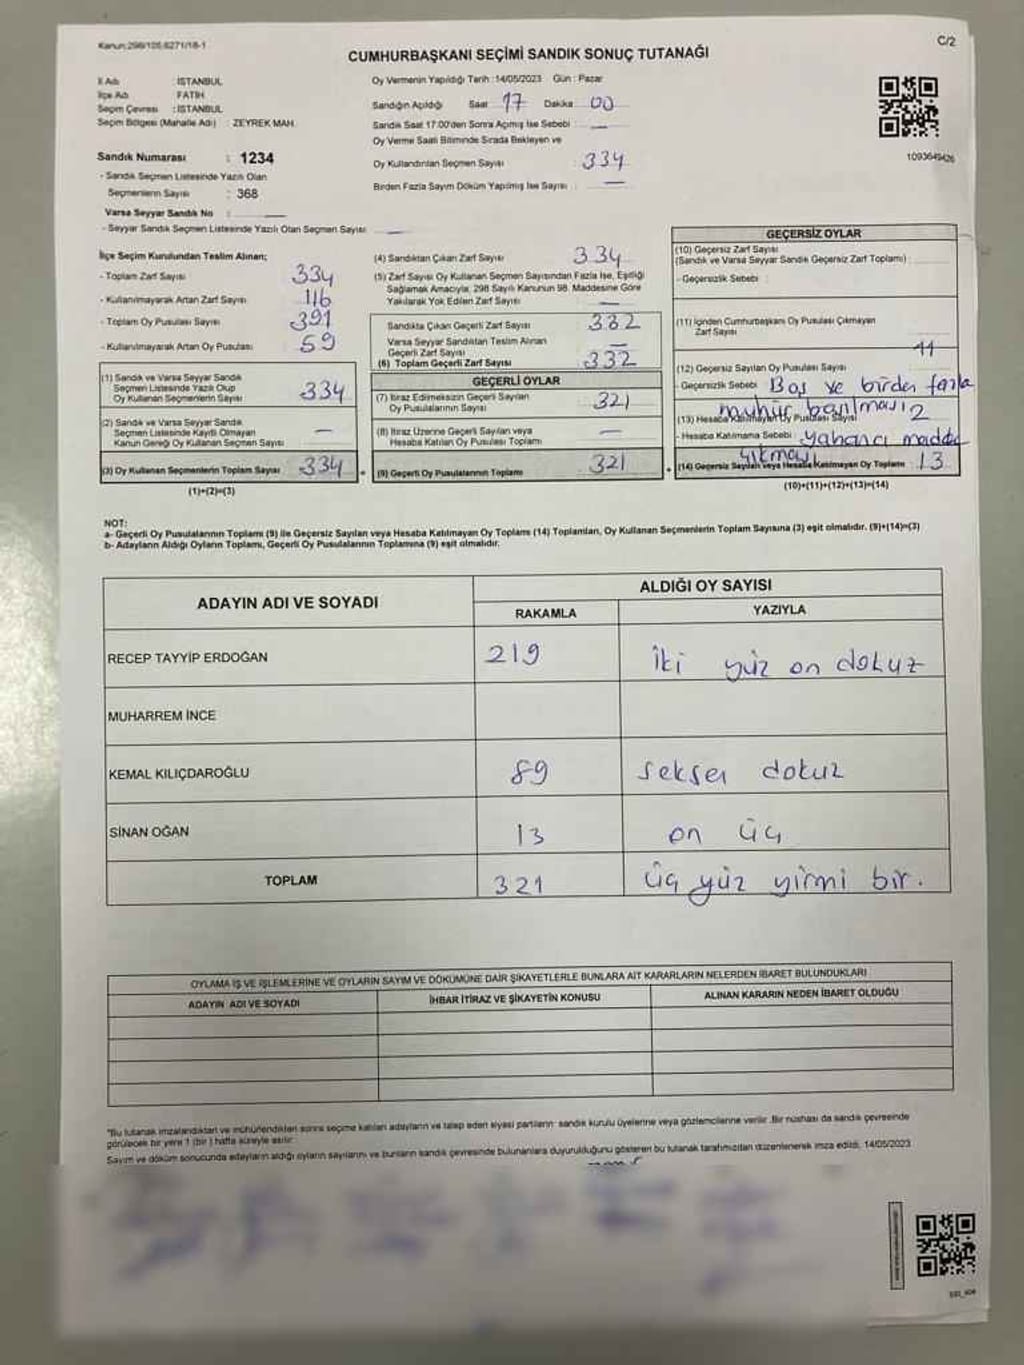 Kanun:298/105,6271/18-1
C/2
CUMHURBAŞKANI SEÇİMİ SANDIK SONUÇ TUTANAĞI
İl Adı : İSTANBUL
İlçe Adı : FATİH
Seçim Çevresi : İSTANBUL
Seçim Bölgesi (Mahalle Adı) : ZEYREK MAH.
Sandık Numarası : 1234
- Sandık Seçmen Listesinde Yazılı Olan
Seçmenlerin Sayısı : 368
Varsa Seyyar Sandık No :
- Seyyar Sandık Seçmen Listesinde Yazılı Olan Seçmen Sayısı
Oy Vermenin Yapıldığı Tarih :14/05/2023 Gün : Pazar
Sandığın Açıldığı Saat 17 Dakika 00
Sandık Saat 17:00'den Sonra Açılmış İse Sebebi : —
Oy Verme Saati Bitiminde Sırada Bekleyen ve
Oy Kullandırılan Seçmen Sayısı : 334
Birden Fazla Sayım Döküm Yapılmış İse Sayısı : —
1093649426
İlçe Seçim Kurulundan Teslim Alınan;
- Toplam Zarf Sayısı 334
- Kullanılmayarak Artan Zarf Sayısı 116
- Toplam Oy Pusulası Sayısı 391
- Kullanılmayarak Artan Oy Pusulası 59
(1) Sandık ve Varsa Seyyar Sandık
Seçmen Listesinde Yazılı Olup
Oy Kullanan Seçmenlerin Sayısı 334
(2) Sandık ve Varsa Seyyar Sandık
Seçmen Listesinde Kayıtlı Olmayan
Kanun Gereği Oy Kullanan Seçmen Sayısı —
(3) Oy Kullanan Seçmenlerin Toplam Sayısı 334
(1)+(2)=(3)
(4) Sandıktan Çıkan Zarf Sayısı 334
(5) Zarf Sayısı Oy Kullanan Seçmen Sayısından Fazla İse, Eşitliği
Sağlamak Amacıyla, 298 Sayılı Kanunun 98. Maddesine Göre
Yakılarak Yok Edilen Zarf Sayısı —
Sandıkta Çıkan Geçerli Zarf Sayısı 332
Varsa Seyyar Sandıktan Teslim Alınan
Geçerli Zarf Sayısı —
(6) Toplam Geçerli Zarf Sayısı 332
GEÇERLİ OYLAR
(7) İtiraz Edilmeksizin Geçerli Sayılan
Oy Pusulalarının Sayısı 321
(8) İtiraz Üzerine Geçerli Sayılan veya
Hesaba Katılan Oy Pusulası Toplamı —
(9) Geçerli Oy Pusulalarının Toplamı 321
GEÇERSİZ OYLAR
(10) Geçersiz Zarf Sayısı
(Sandık ve Varsa Seyyar Sandık Geçersiz Zarf Toplamı) :
- Geçersizlik Sebebi :
(11) İçinden Cumhurbaşkanı Oy Pusulası Çıkmayan
Zarf Sayısı
(12) Geçersiz Sayılan Oy Pusulası Sayısı 11
- Geçersizlik Sebebi : Boş ve birden fazla
mühür basılması
(13) Hesaba Katılmayan Oy Pusulası Sayısı 2
- Hesaba Katılmama Sebebi : yabancı madde
çıkması
(14) Geçersiz Sayılan veya Hesaba Katılmayan Oy Toplamı : 13
(10)+(11)+(12)+(13)=(14)
NOT:
a- Geçerli Oy Pusulalarının Toplamı (9) ile Geçersiz Sayılan veya Hesaba Katılmayan Oy Toplamı (14) Toplamları, Oy Kullanan Seçmenlerin Toplam Sayısına (3) eşit olmalıdır. (9)+(14)=(3)
b- Adayların Aldığı Oyların Toplamı, Geçerli Oy Pusulalarının Toplamına (9) eşit olmalıdır.
ADAYIN ADI VE SOYADI ALDIĞI OY SAYISI
RAKAMLA YAZIYLA
RECEP TAYYİP ERDOĞAN 219 iki yüz on dokuz
MUHARREM İNCE
KEMAL KILIÇDAROĞLU 89 seksen dokuz
SİNAN OĞAN 13 on üç
TOPLAM 321 üç yüz yirmi bir.
OYLAMA İŞ VE İŞLEMLERİNE VE OYLARIN SAYIM VE DÖKÜMÜNE DAİR ŞİKAYETLERLE BUNLARA AİT KARARLARIN NELERDEN İBARET BULUNDUKLARI
ADAYIN ADI VE SOYADI İHBAR İTİRAZ VE ŞİKAYETİN KONUSU ALINAN KARARIN NEDEN İBARET OLDUĞU
"Bu tutanak imzalandıktan ve mühürlendikten sonra seçime katılan adayların ve talep eden siyasi partilerin sandık kurulu üyelerine veya gözlemcilerine verilir. Bir nüshası da sandık çevresinde
görülecek bir yere 1 (bir) hafta süreyle asılır.
Sayım ve döküm sonucunda adayların aldığı oyların sayılarını ve bunların sandık çevresinde bulunanlara duyurulduğunu gösteren bu tutanak tarafımızdan düzenlenerek imza edildi. 14/05/2023